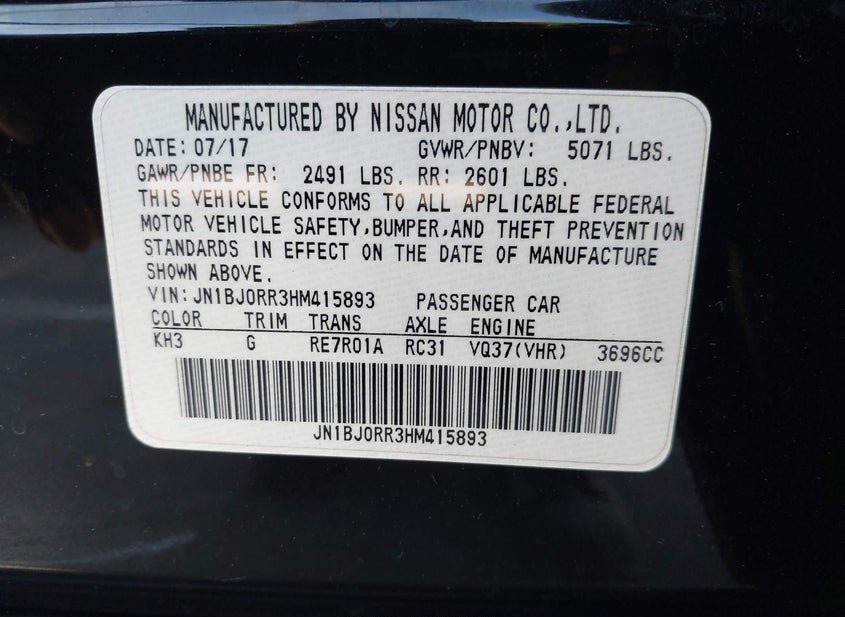 MANUFACTURED BY NISSAN MOTOR CO.,LTD.
DATE: 07/17 GVWR/PNBV: 5071 LBS.
GAWR/PNBE FR: 2491 LBS. RR: 2601 LBS.
THIS VEHICLE CONFORMS TO ALL APPLICABLE FEDERAL
MOTOR VEHICLE SAFETY,BUMPER,AND THEFT PREVENTION
STANDARDS IN EFFECT ON THE DATE OF MANUFACTURE
SHOWN ABOVE.
VIN: JN1BJ0RR3HM415893 PASSENGER CAR
COLOR TRIM TRANS AXLE ENGINE
KH3 G RE7R01A RC31 VQ37(VHR) 3696CC
JN1BJ0RR3HM415893